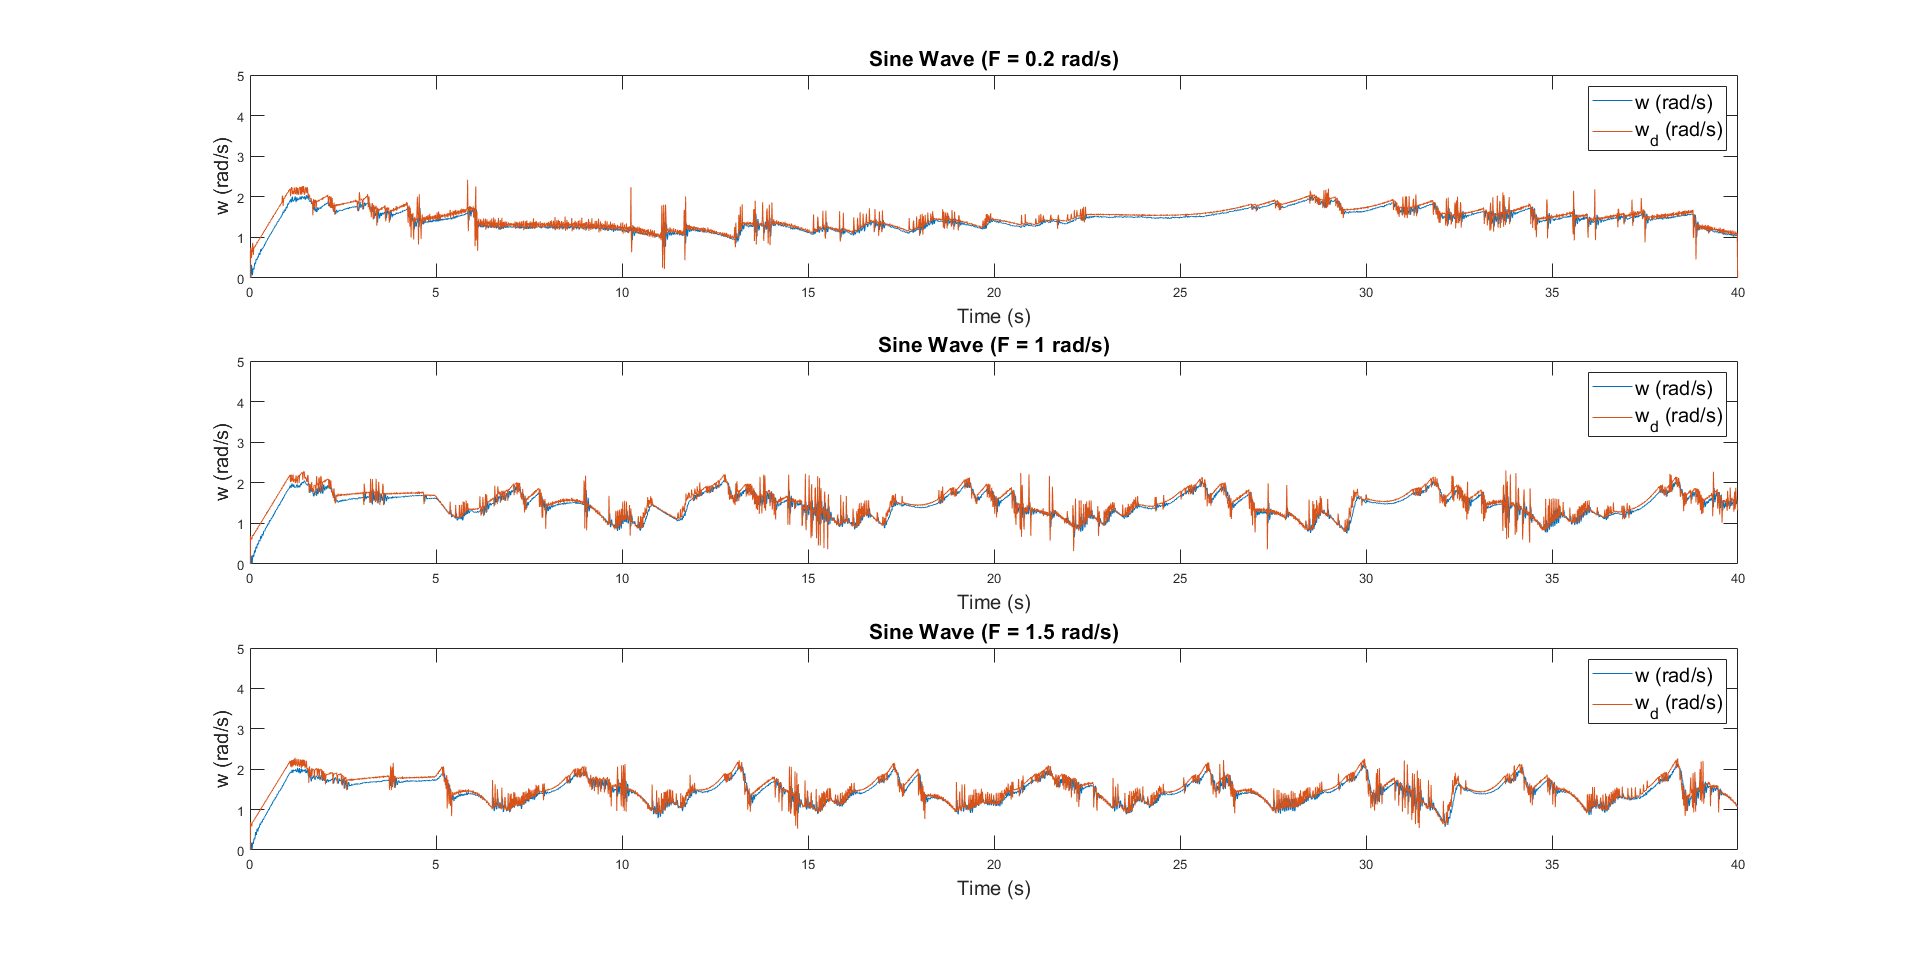 Sine Wave (F = 0.2 rad/s)
5
4
3
2
1
0
w (rad/s)
w (rad/s)
w_d (rad/s)
0 5 10 15 20 25 30 35 40
Time (s)
Sine Wave (F = 1 rad/s)
5
4
3
2
1
0
w (rad/s)
w (rad/s)
w_d (rad/s)
0 5 10 15 20 25 30 35 40
Time (s)
Sine Wave (F = 1.5 rad/s)
5
4
3
2
1
0
w (rad/s)
w (rad/s)
w_d (rad/s)
0 5 10 15 20 25 30 35 40
Time (s)